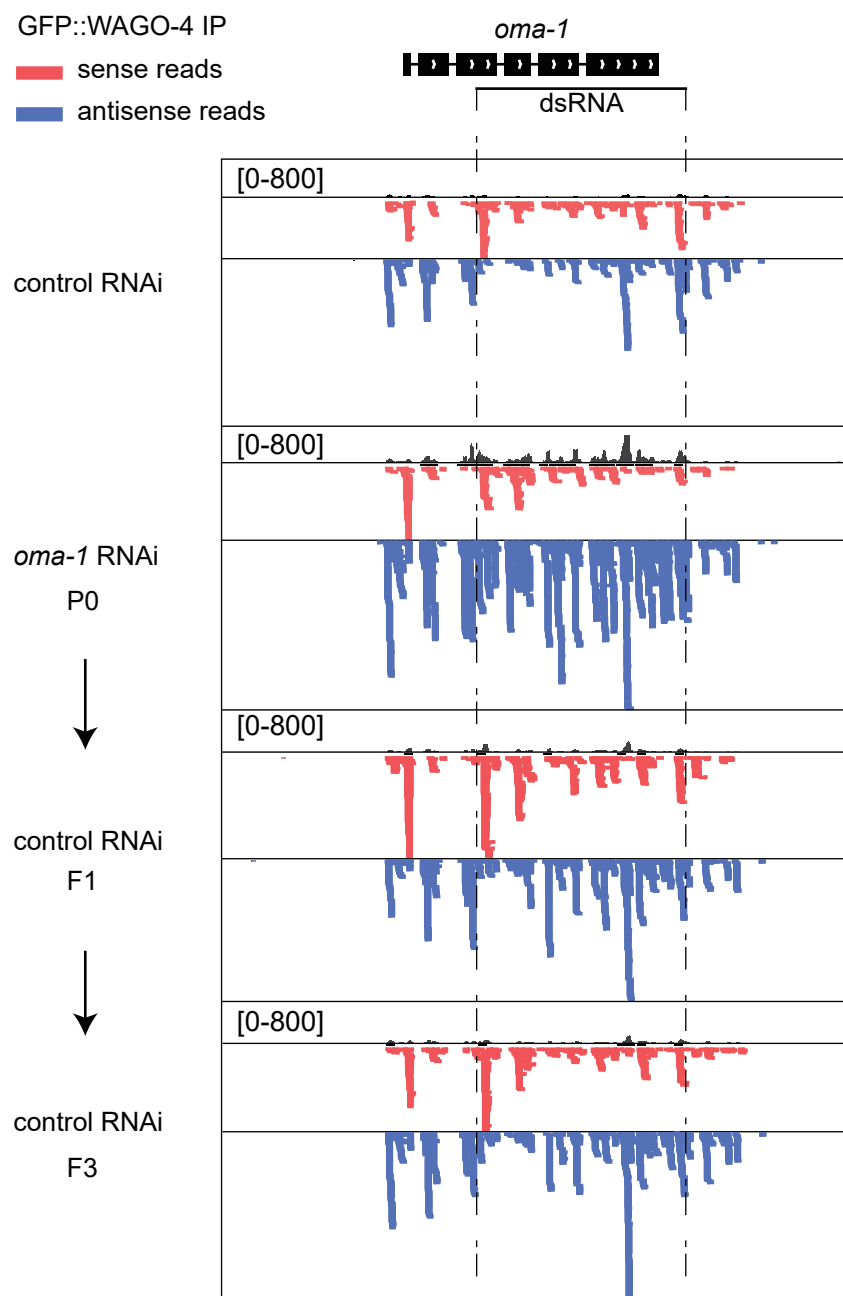 GFP::WAGO-4 IP
oma-1
sense reads
antisense reads
dsRNA
[0-800]
control RNAi
[0-800]
oma-1 RNAi
P0
[0-800]
control RNAi
F1
[0-800]
control RNAi
F3